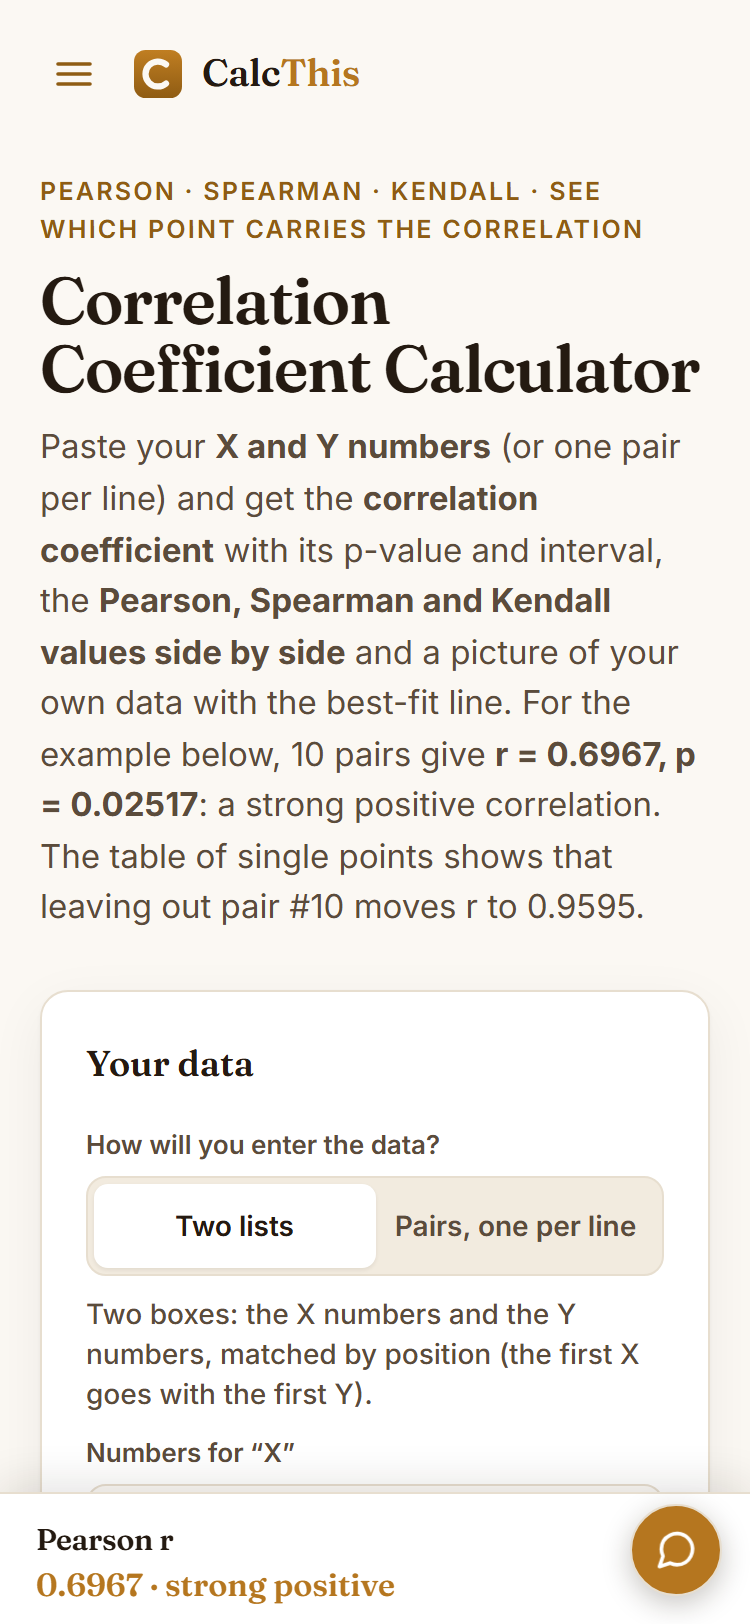 CalcThis
PEARSON · SPEARMAN · KENDALL · SEE
WHICH POINT CARRIES THE CORRELATION
Correlation
Coefficient Calculator
Paste your X and Y numbers (or one pair
per line) and get the correlation
coefficient with its p-value and interval,
the Pearson, Spearman and Kendall
values side by side and a picture of your
own data with the best-fit line. For the
example below, 10 pairs give r = 0.6967, p
= 0.02517: a strong positive correlation.
The table of single points shows that
leaving out pair #10 moves r to 0.9595.
Your data
How will you enter the data?
Two lists
Pairs, one per line
Two boxes: the X numbers and the Y
numbers, matched by position (the first X
goes with the first Y).
Numbers for “X”
Pearson r
0.6967 · strong positive